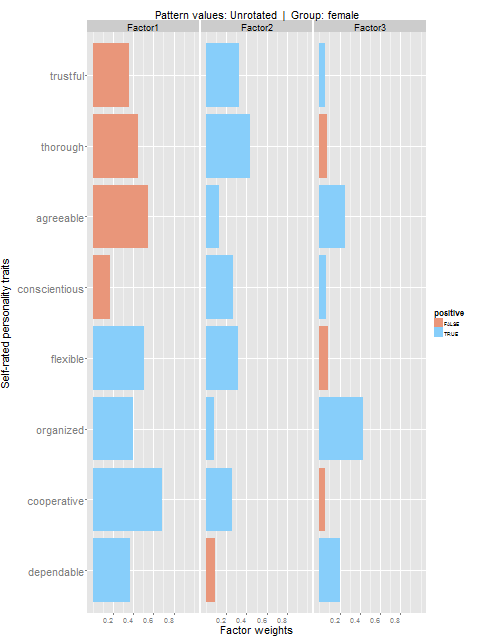 Pattern values: Unrotated | Group: female
Factor1 Factor2 Factor3
trustful
thorough
agreeable
conscientious
flexible
organized
cooperative
dependable
Self-rated personality traits
0.2 0.4 0.6 0.8 0.2 0.4 0.6 0.8 0.2 0.4 0.6 0.8
Factor weights
positive
FALSE
TRUE